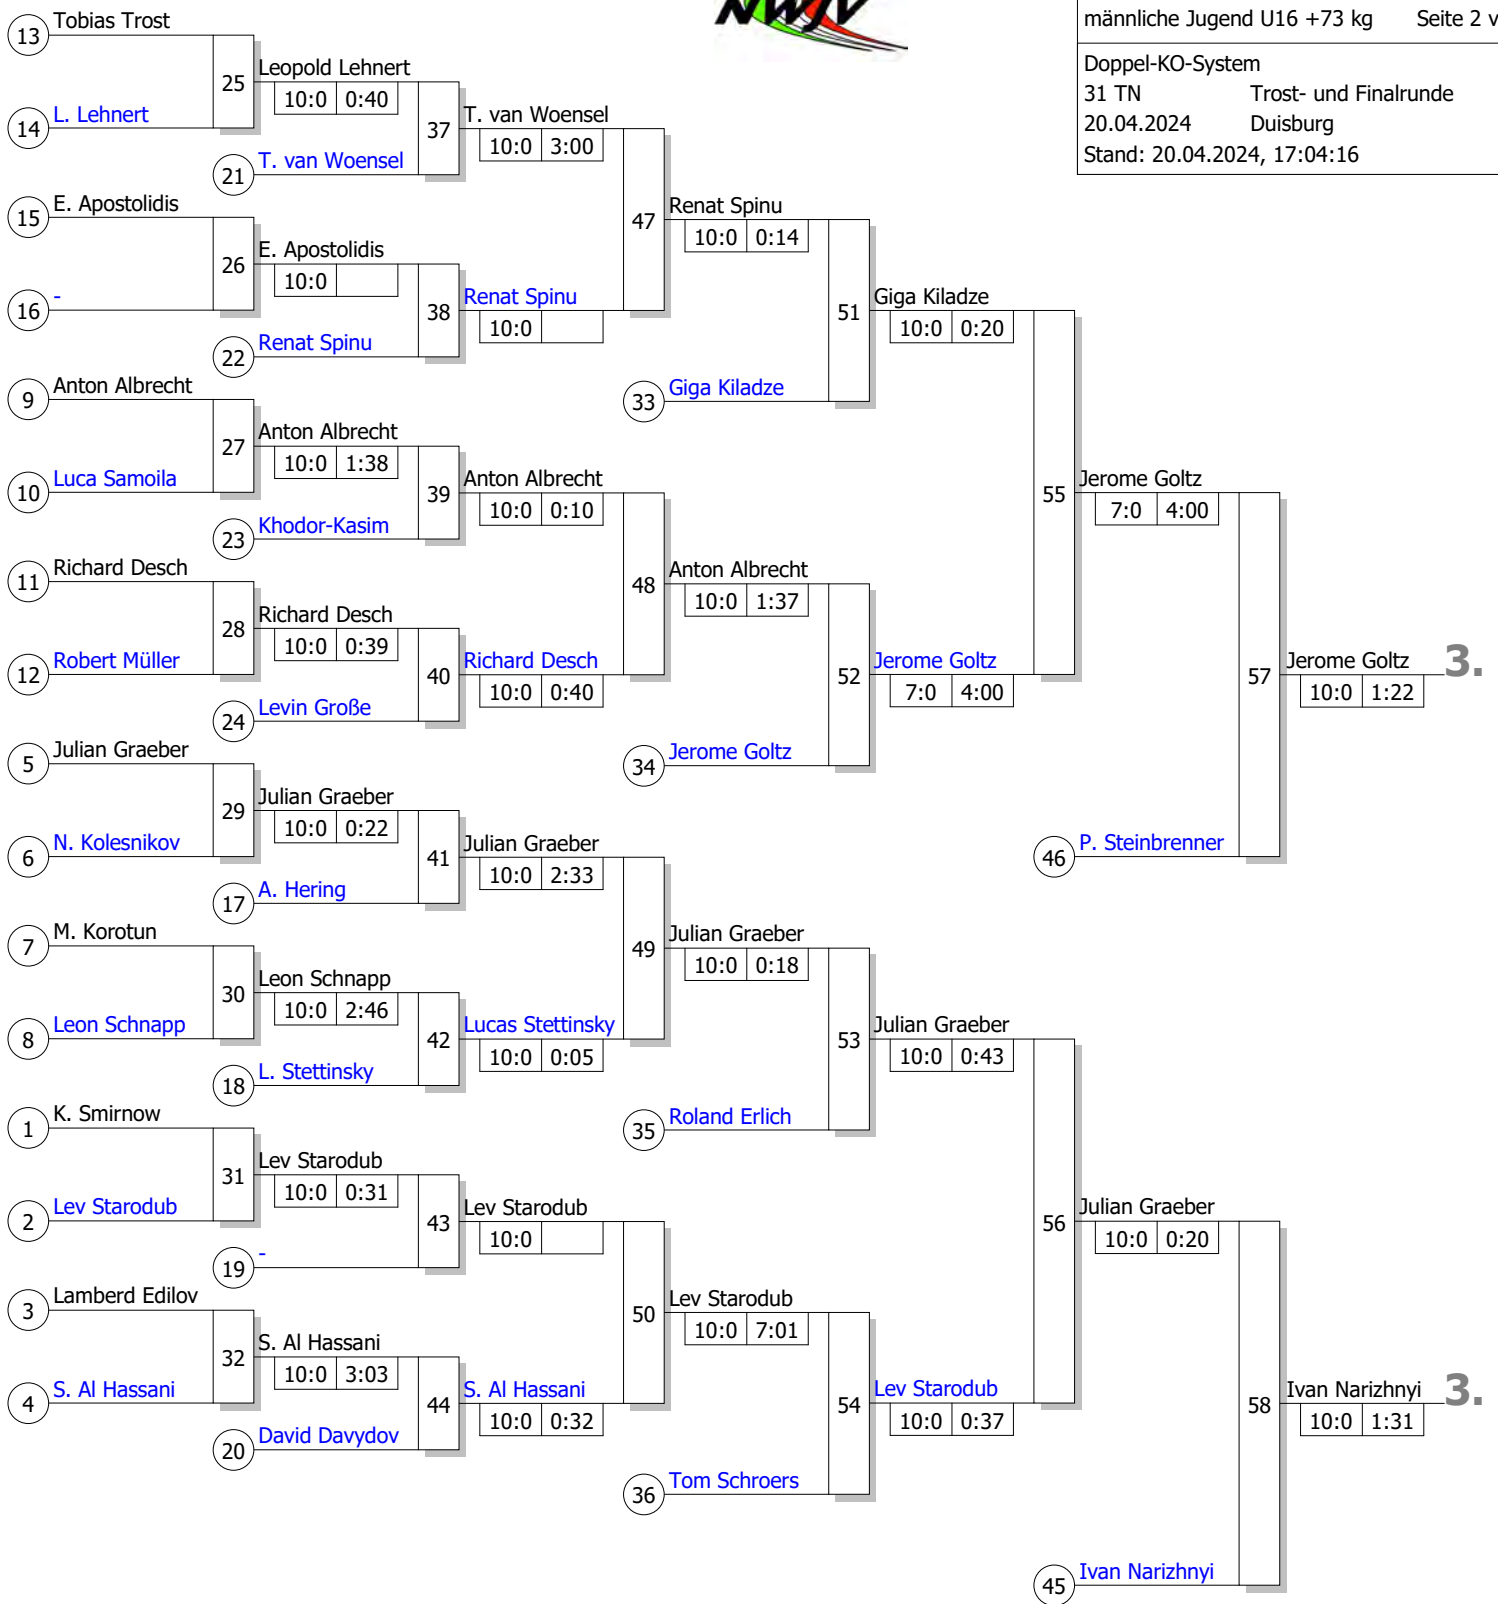 NWJV
männliche Jugend U16 +73 kg Seite 2 v
Doppel-KO-System
31 TN Trost- und Finalrunde
20.04.2024 Duisburg
Stand: 20.04.2024, 17:04:16
13 Tobias Trost
25 Leopold Lehnert
10:0 0:40
14 L. Lehnert
37 T. van Woensel
10:0 3:00
21 T. van Woensel
15 E. Apostolidis
47 Renat Spinu
10:0 0:14
26 E. Apostolidis
10:0
16 -
38 Renat Spinu
10:0
22 Renat Spinu
51 Giga Kiladze
10:0 0:20
9 Anton Albrecht
33 Giga Kiladze
27 Anton Albrecht
10:0 1:38
10 Luca Samoila
39 Anton Albrecht
10:0 0:10
23 Khodor-Kasim
55 Jerome Goltz
7:0 4:00
11 Richard Desch
48 Anton Albrecht
10:0 1:37
28 Richard Desch
10:0 0:39
12 Robert Müller
40 Richard Desch
10:0 0:40
24 Levin Große
52 Jerome Goltz
7:0 4:00
57 Jerome Goltz 3.
10:0 1:22
5 Julian Graeber
34 Jerome Goltz
29 Julian Graeber
10:0 0:22
6 N. Kolesnikov
41 Julian Graeber
10:0 2:33
46 P. Steinbrenner
17 A. Hering
7 M. Korotun
49 Julian Graeber
10:0 0:18
30 Leon Schnapp
10:0 2:46
8 Leon Schnapp
42 Lucas Stettinsky
10:0 0:05
18 L. Stettinsky
53 Julian Graeber
10:0 0:43
1 K. Smirnow
35 Roland Erlich
31 Lev Starodub
10:0 0:31
2 Lev Starodub
43 Lev Starodub
10:0
19 -
56 Julian Graeber
10:0 0:20
3 Lamberd Edilov
50 Lev Starodub
10:0 7:01
32 S. Al Hassani
10:0 3:03
4 S. Al Hassani
44 S. Al Hassani
10:0 0:32
20 David Davydov
54 Lev Starodub
10:0 0:37
58 Ivan Narizhnyi 3.
10:0 1:31
36 Tom Schroers
45 Ivan Narizhnyi